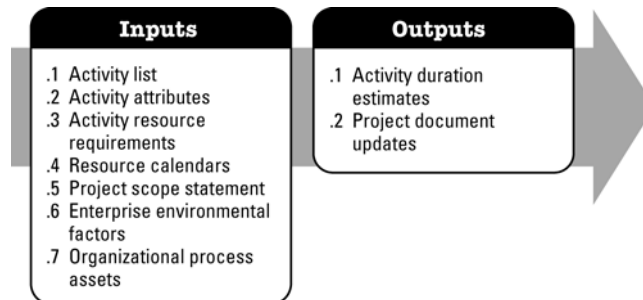 Inputs
.1 Activity list
.2 Activity attributes
.3 Activity resource
requirements
.4 Resource calendars
.5 Project scope statement
.6 Enterprise environmental
factors
.7 Organizational process
assets
Outputs
.1 Activity duration
estimates
.2 Project document
updates